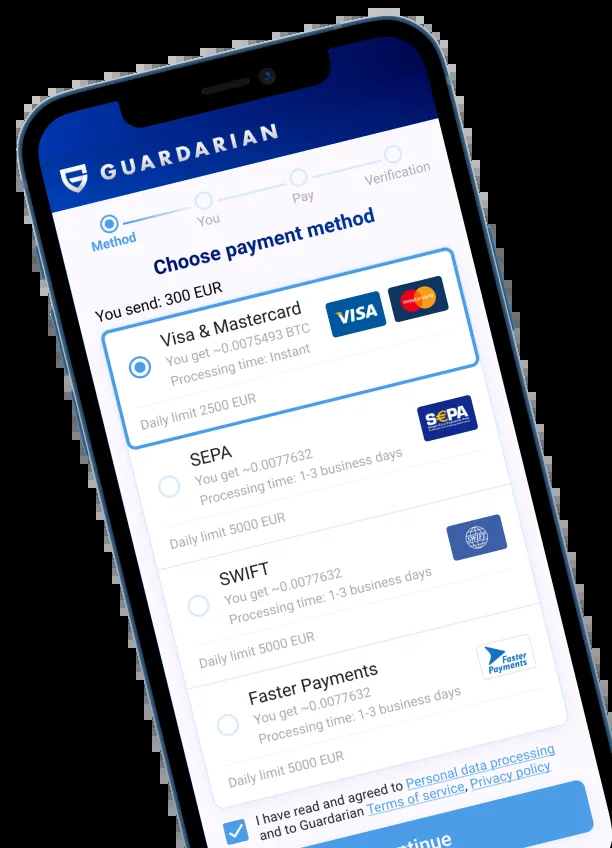 GUARDARIAN
Method
You
Pay
Verification
Choose payment method
You send: 300 EUR
Visa & Mastercard
VISA
mastercard
You get ~0.0075493 BTC
Processing time: Instant
Daily limit 2500 EUR
SEPA
S€PA
You get ~0.0077632
Processing time: 1-3 business days
Daily limit 5000 EUR
SWIFT
SWIFT
You get ~0.0077632
Processing time: 1-3 business days
Daily limit 5000 EUR
Faster Payments
Faster
Payments
You get ~0.0077632
Processing time: 1-3 business days
Daily limit 5000 EUR
I have read and agreed to Personal data processing
and to Guardarian Terms of service, Privacy policy